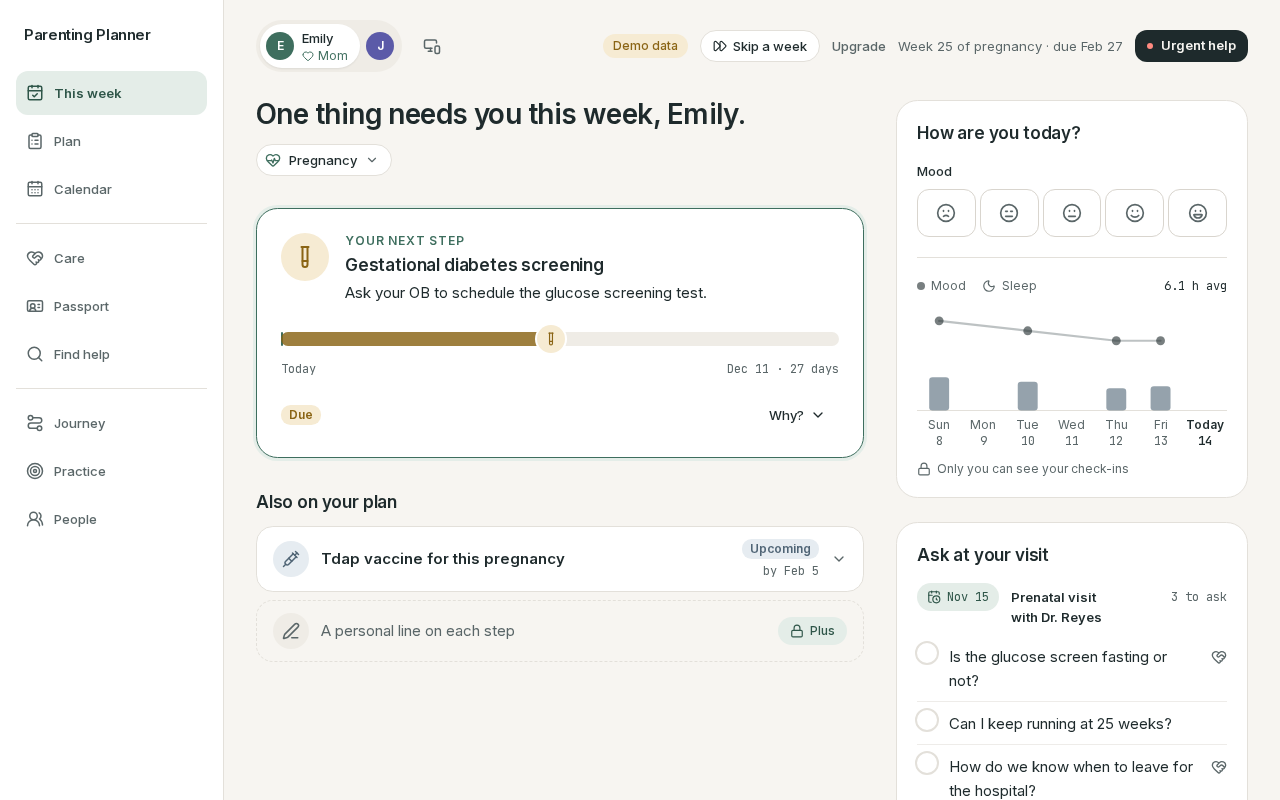 Parenting Planner
This week
Plan
Calendar
Care
Passport
Find help
Journey
Practice
People
E
Emily
Mom
J
Demo data
Skip a week
Upgrade
Week 25 of pregnancy · due Feb 27
Urgent help
One thing needs you this week, Emily.
Pregnancy
YOUR NEXT STEP
Gestational diabetes screening
Ask your OB to schedule the glucose screening test.
Today
Dec 11 · 27 days
Due
Why?
Also on your plan
Tdap vaccine for this pregnancy
Upcoming
by Feb 5
A personal line on each step
Plus
How are you today?
Mood
Mood
Sleep
6.1 h avg
Sun Mon Tue Wed Thu Fri Today
8 9 10 11 12 13 14
Only you can see your check-ins
Ask at your visit
Nov 15
Prenatal visit
with Dr. Reyes
3 to ask
Is the glucose screen fasting or
not?
Can I keep running at 25 weeks?
How do we know when to leave for
the hospital?